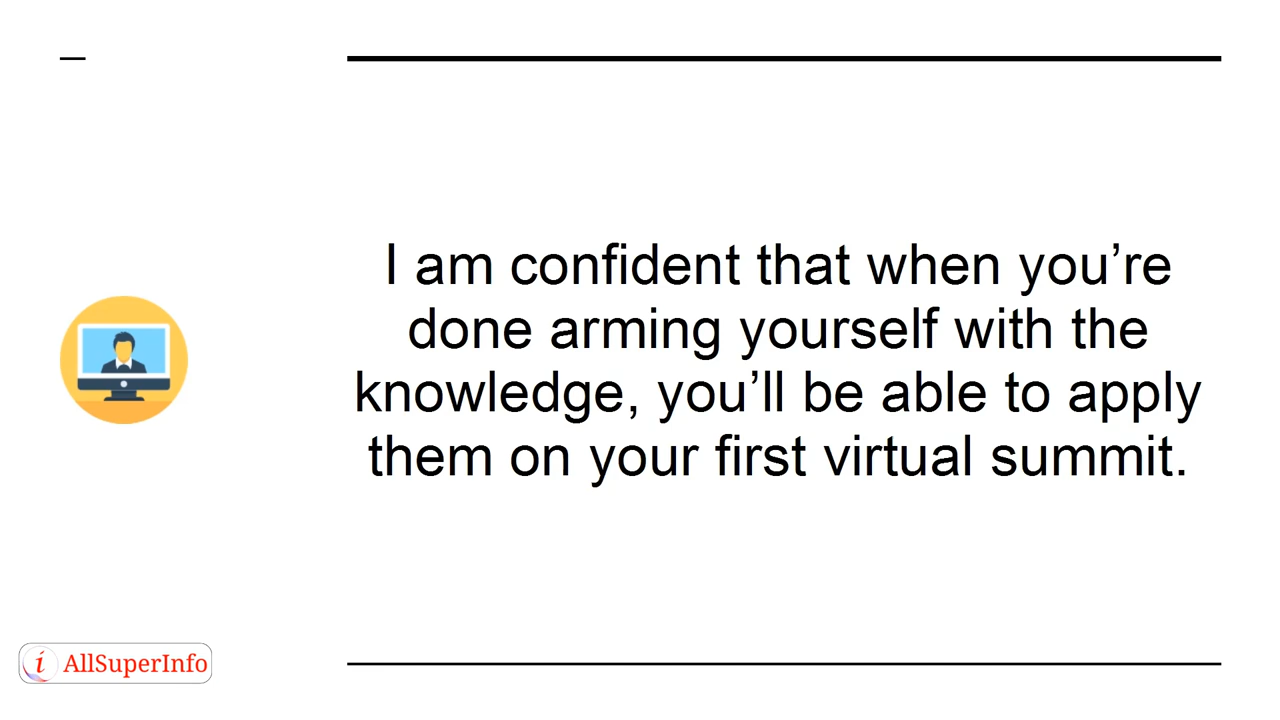 I am confident that when you’re
done arming yourself with the
knowledge, you’ll be able to apply
them on your first virtual summit.
i AllSuperInfo